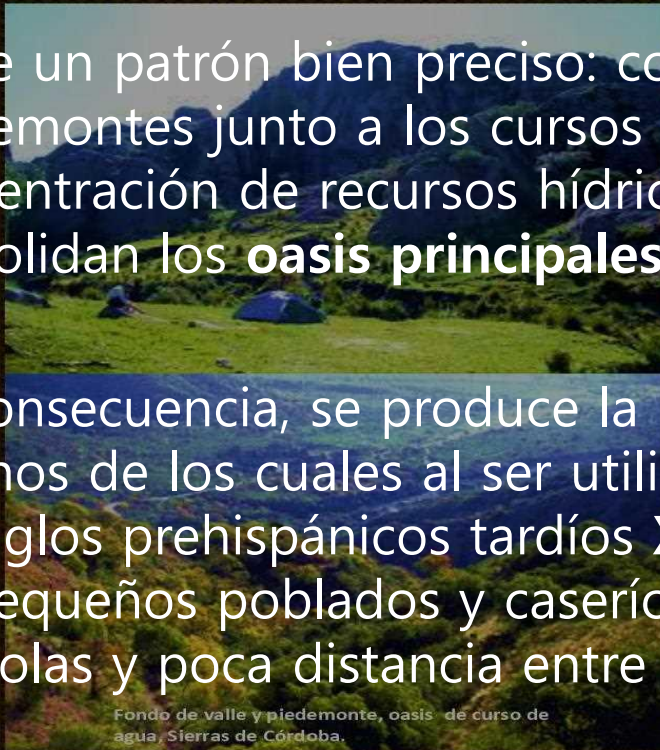 e un patrón bien preciso: co
emontes junto a los cursos
entración de recursos hídric
olidan los oasis principales
onsecuencia, se produce la
nos de los cuales al ser utili
glos prehispánicos tardíos X
equeños poblados y caserío
olas y poca distancia entre
Fondo de valle y piedemonte, oasis de curso de
agua, Sierras de Córdoba.